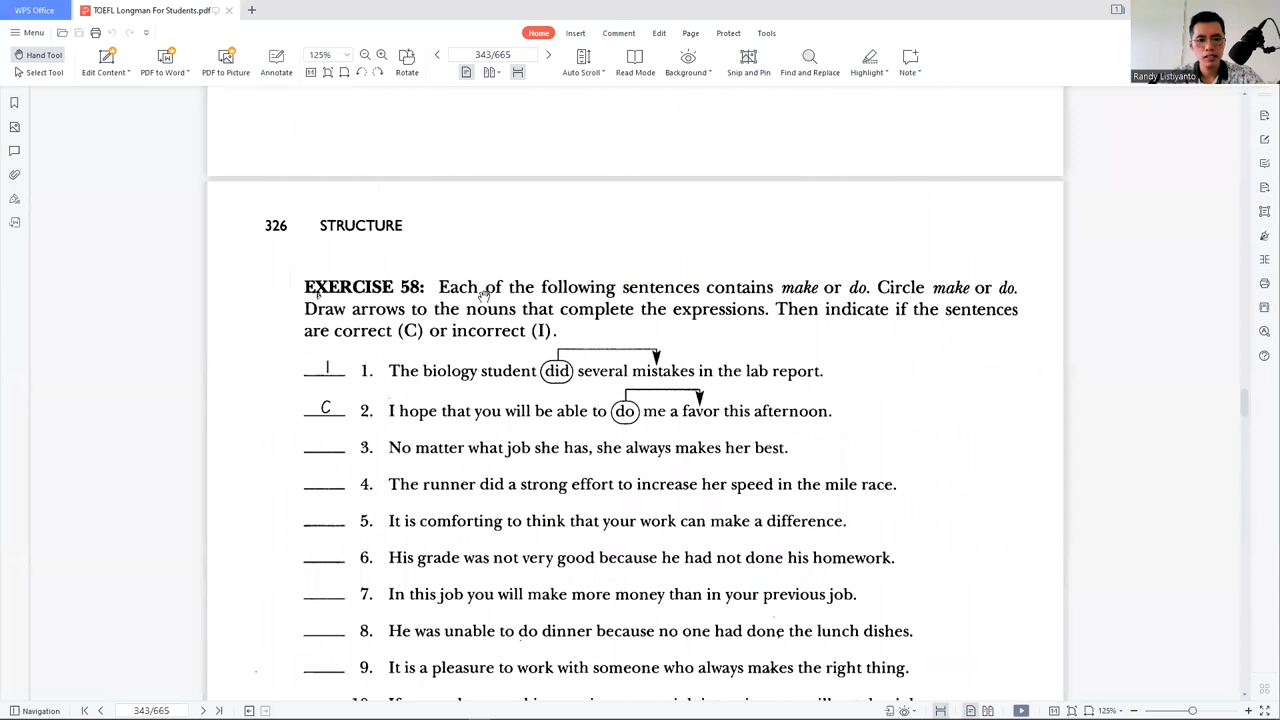 WPS Office TOEFL Longman For Students.pdf
Menu Home Insert Comment Edit Page Protect Tools
Hand Tool
Select Tool
Edit Content PDF to Word PDF to Picture Annotate 125% Rotate 343/665 Auto Scroll Read Mode Background Snip and Pin Find and Replace Highlight Note
Randy Listiyanto
326 STRUCTURE
EXERCISE 58: Each of the following sentences contains make or do. Circle make or do.
Draw arrows to the nouns that complete the expressions. Then indicate if the sentences
are correct (C) or incorrect (I).
I 1. The biology student did several mistakes in the lab report.
C 2. I hope that you will be able to do me a favor this afternoon.
3. No matter what job she has, she always makes her best.
4. The runner did a strong effort to increase her speed in the mile race.
5. It is comforting to think that your work can make a difference.
6. His grade was not very good because he had not done his homework.
7. In this job you will make more money than in your previous job.
8. He was unable to do dinner because no one had done the lunch dishes.
9. It is a pleasure to work with someone who always makes the right thing.
Navigation 343/665 125%